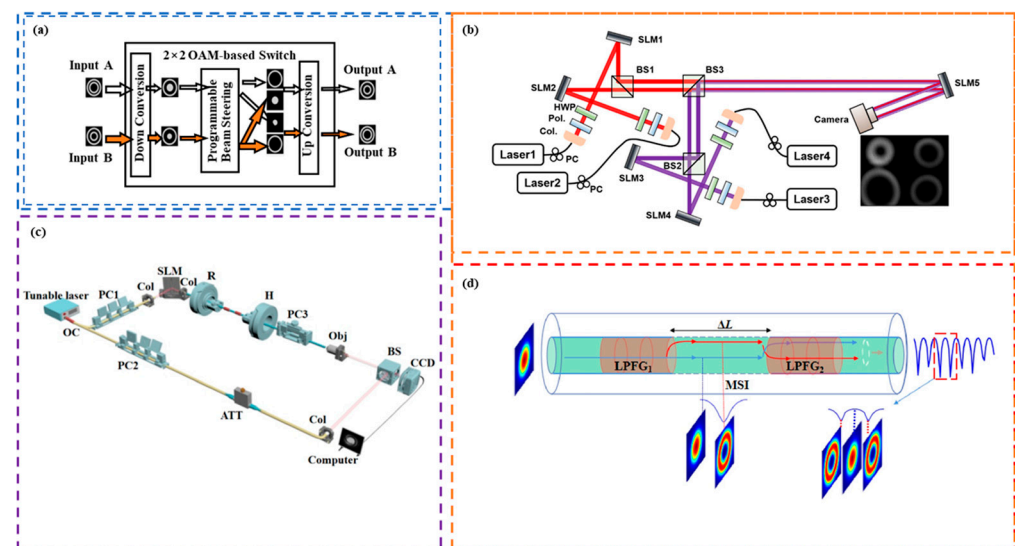 (a)
2×2 OAM-based Switch
Input A
Output A
Down Conversion
Programmable
Beam Steering
Up Conversion
Input B
Output B
(b)
SLM1
BS1
BS3
SLM2
SLM5
HWP
Pol.
Col.
Camera
Laser1
PC
Laser2
PC
BS2
SLM3
Laser4
SLM4
Laser3
(c)
SLM
R
Col
Col
H
PC1
Tunable laser
PC3
OC
Obj
PC2
BS
CCD
ATT
Col
Computer
(d)
ΔL
LPFG1
LPFG2
MSI